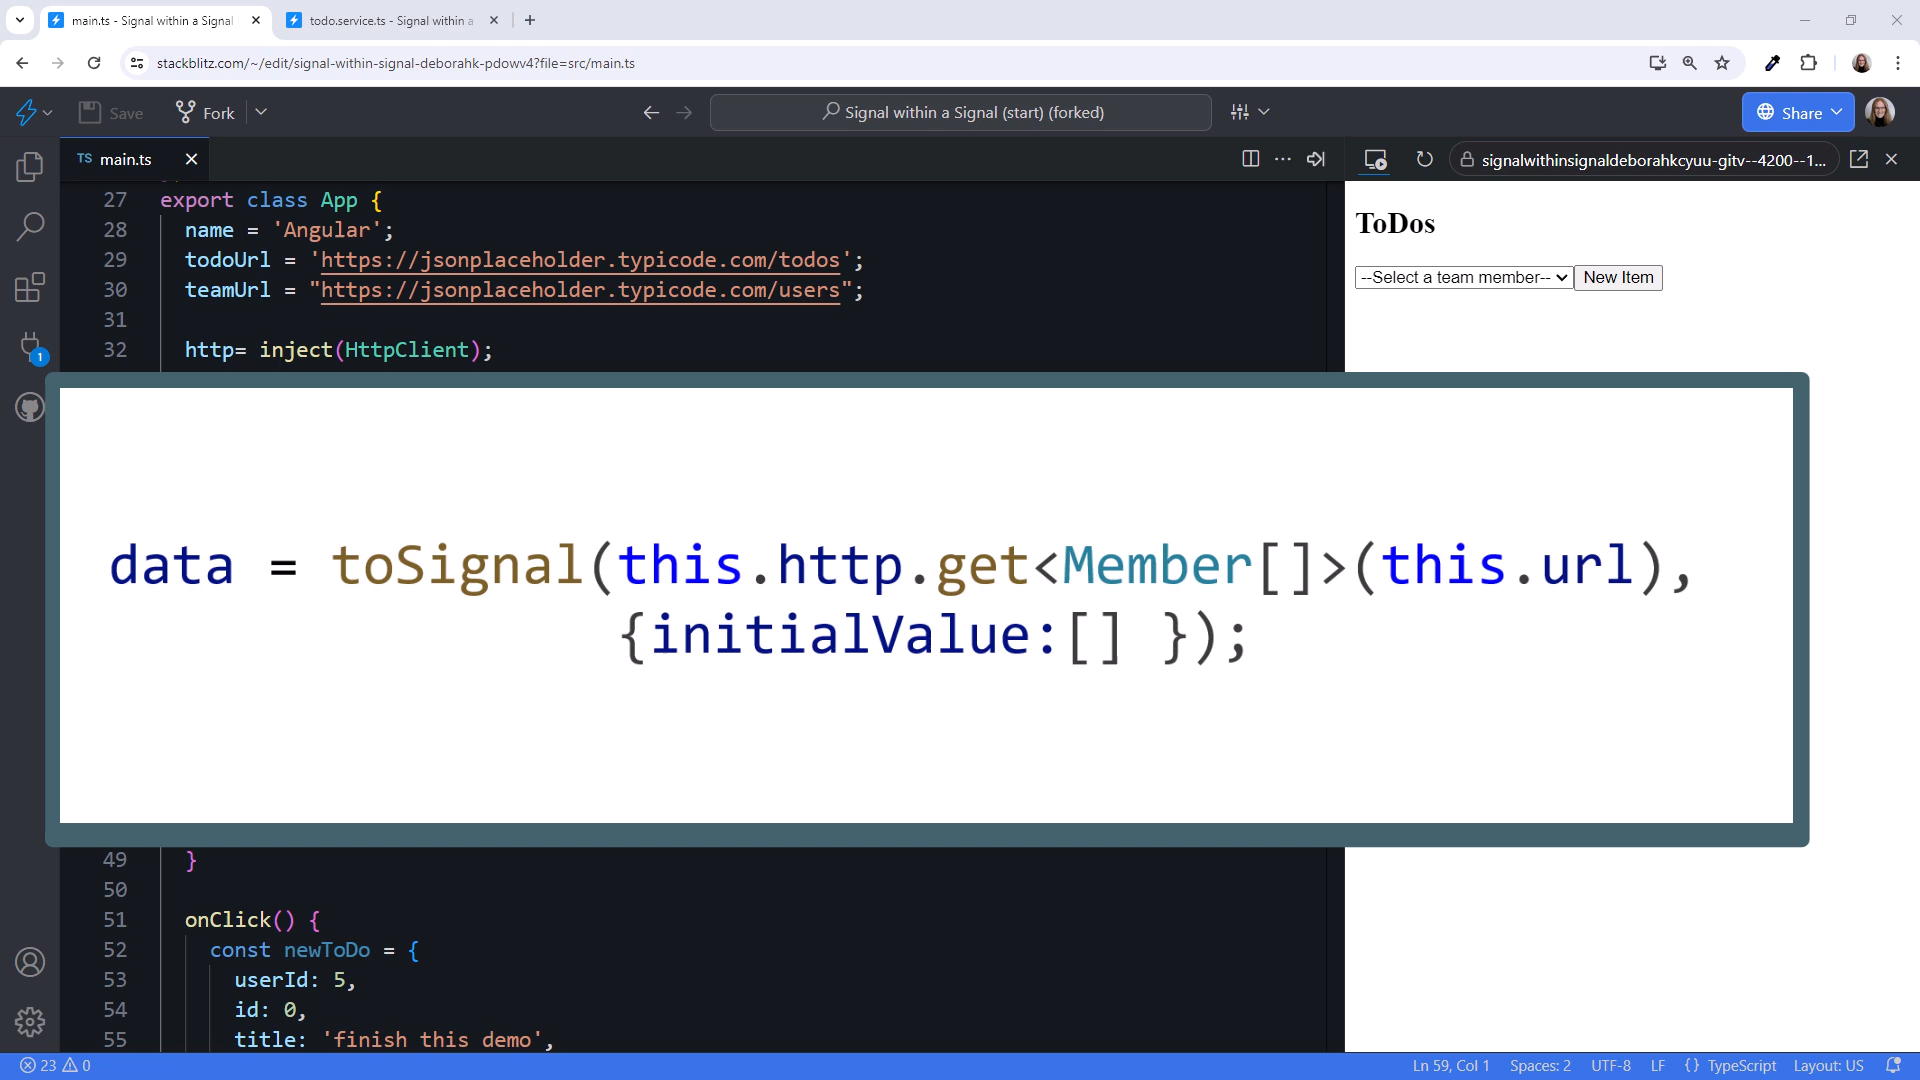 main.ts - Signal within a Signal
todo.service.ts - Signal within a
stackblitz.com/~/edit/signal-within-signal-deborahk-pdowv4?file=src/main.ts
Save
Fork
Signal within a Signal (start) (forked)
Share
TS main.ts
signalwithinsignaldeborahkcyuu-gitv--4200--1...
27 export class App {
28 name = 'Angular';
29 todoUrl = 'https://jsonplaceholder.typicode.com/todos';
30 teamUrl = "https://jsonplaceholder.typicode.com/users";
31
32 http= inject(HttpClient);
ToDos
--Select a team member-- New Item
1
data = toSignal(this.http.get<Member[]>(this.url),
{initialValue:[] });
49 }
50
51 onClick() {
52 const newToDo = {
53 userId: 5,
54 id: 0,
55 title: 'finish this demo',
23 0
Ln 59, Col 1 Spaces: 2 UTF-8 LF {} TypeScript Layout: US